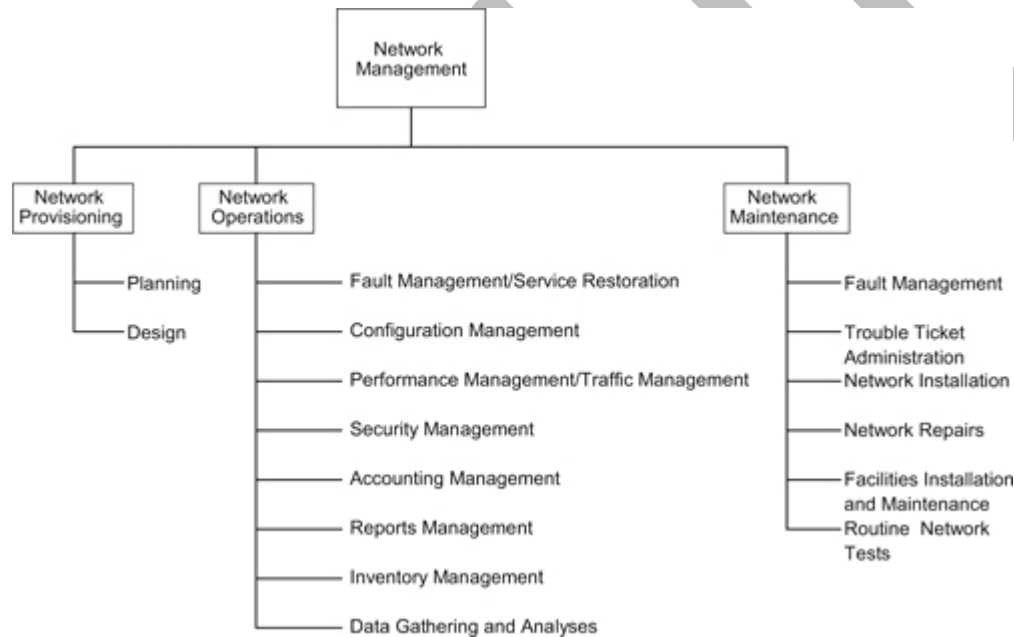 Network
Management
Network
Provisioning
Planning
Design
Network
Operations
Fault Management/Service Restoration
Configuration Management
Performance Management/Traffic Management
Security Management
Accounting Management
Reports Management
Inventory Management
Data Gathering and Analyses
Network
Maintenance
Fault Management
Trouble Ticket
Administration
Network Installation
Network Repairs
Facilities Installation
and Maintenance
Routine Network
Tests